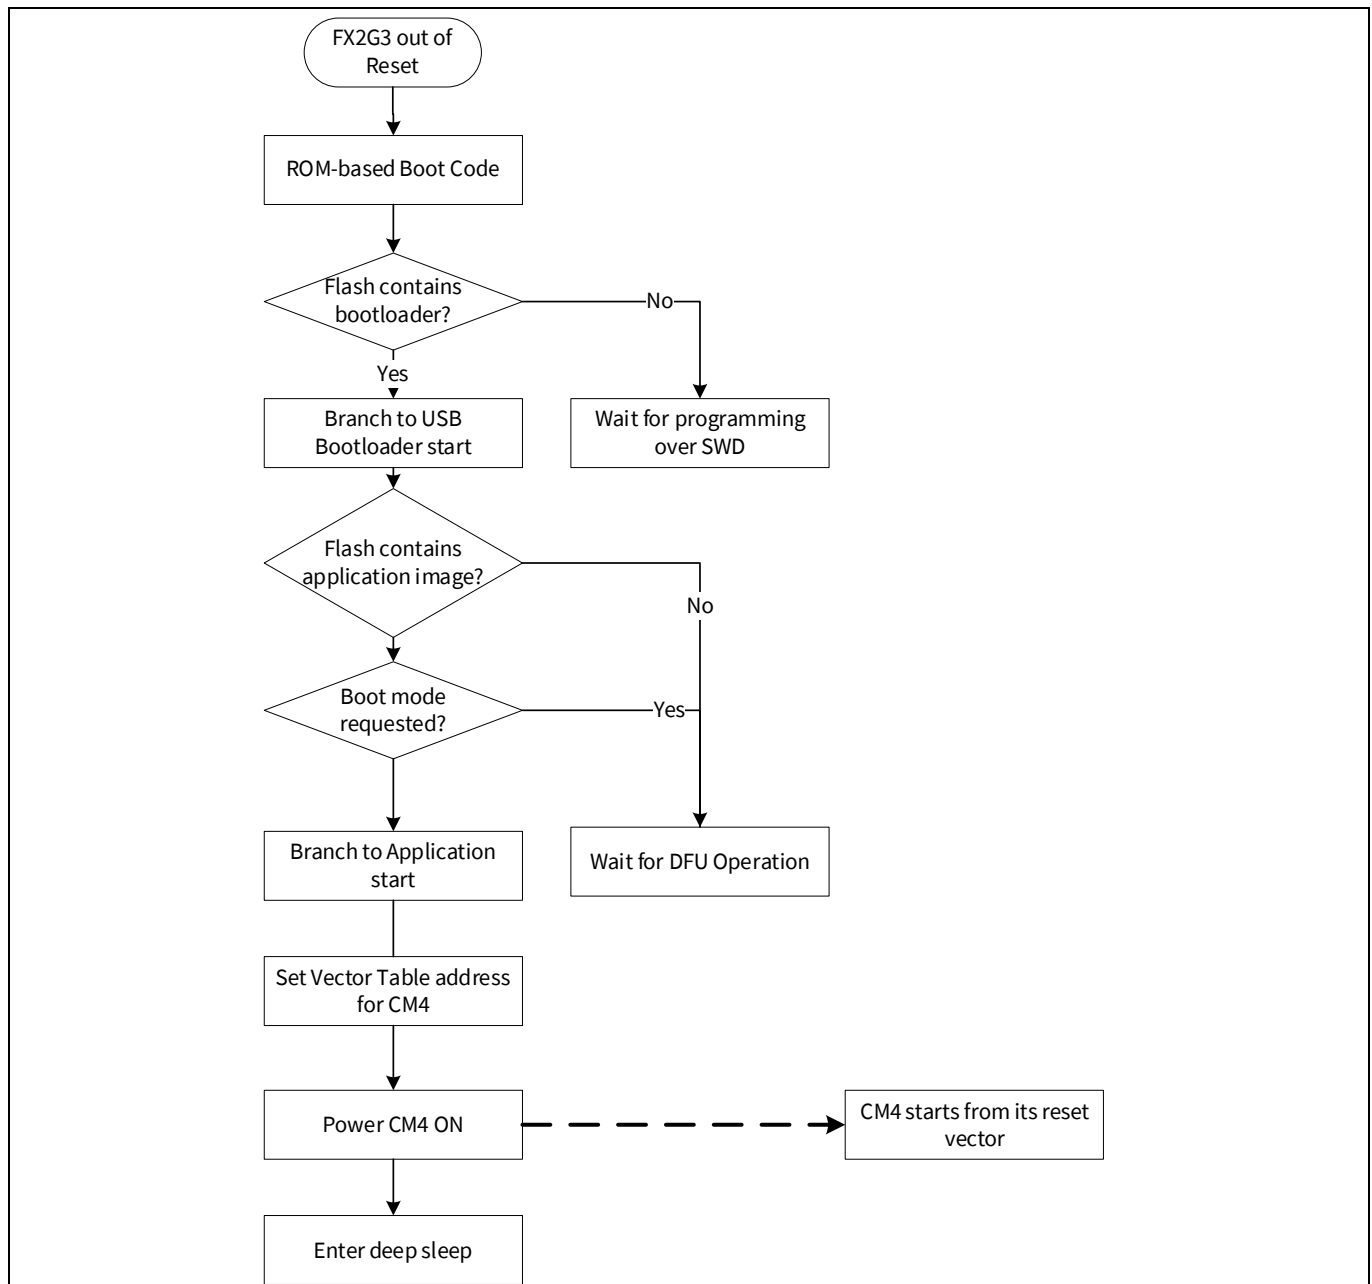 FX2G3 out of
Reset
ROM-based Boot Code
Flash contains
bootloader?
No
Yes
Branch to USB
Bootloader start
Wait for programming
over SWD
Flash contains
application image?
No
Boot mode
requested?
Yes
Branch to Application
start
Wait for DFU Operation
Set Vector Table address
for CM4
Power CM4 ON
CM4 starts from its reset
vector
Enter deep sleep